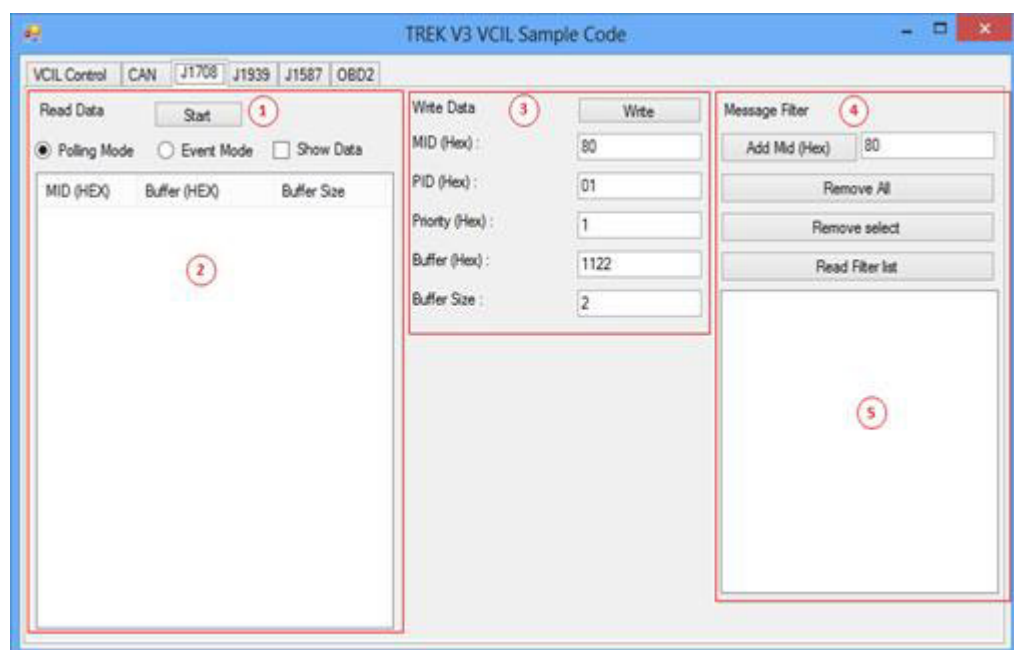 TREK V3 VCIL Sample Code
VCIL Control CAN J1708 J1939 J1587 OBD2
Read Data Start 1
Polling Mode Event Mode Show Data
MID (HEX) Buffer (HEX) Buffer Size
2
Write Data 3 Write
MID (Hex) : 80
PID (Hex) : 01
Priority (Hex) : 1
Buffer (Hex) : 1122
Buffer Size : 2
Message Filter 4
Add Mid (Hex) 80
Remove All
Remove select
Read Filter list
5